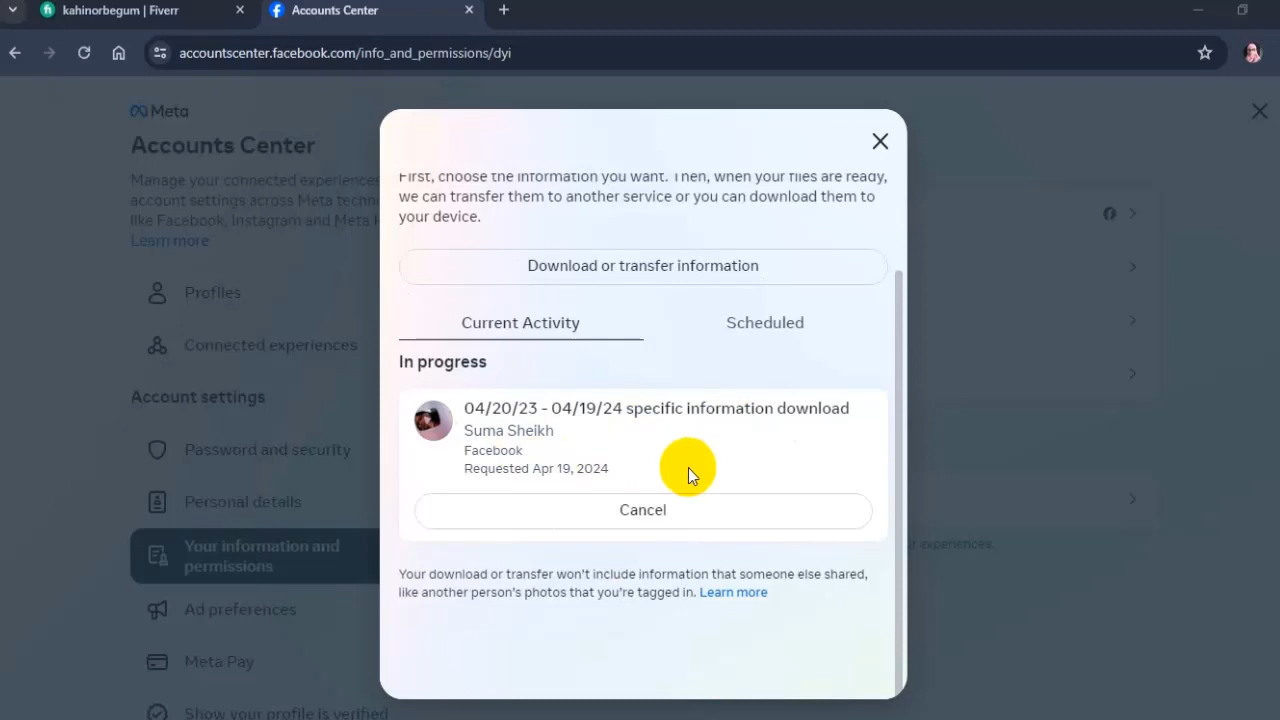 kahinorbegum | Fiverr
Accounts Center
accountscenter.facebook.com/info_and_permissions/dyi
Meta
Accounts Center
Manage your connected experiences
account settings across Meta techn
like Facebook, Instagram and Meta
Learn more
Profiles
Connected experiences
Account settings
Password and security
Personal details
Your information and
permissions
Ad preferences
Meta Pay
Show your profile is verified
First, choose the information you want. Then, when your files are ready,
we can transfer them to another service or you can download them to
your device.
Download or transfer information
Current Activity
Scheduled
In progress
04/20/23 - 04/19/24 specific information download
Suma Sheikh
Facebook
Requested Apr 19, 2024
Cancel
Your download or transfer won't include information that someone else shared,
like another person's photos that you're tagged in. Learn more
r experiences.